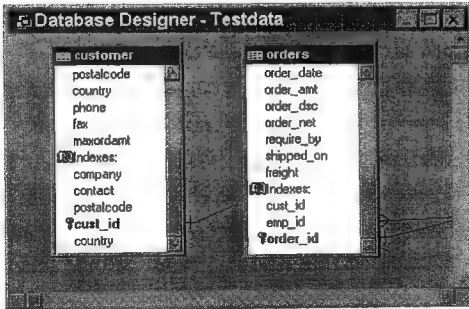 Database Designer - Testdata
customer
postalcode
country
phone
fax
maxordamt
Indexes:
company
contact
postalcode
cust_id
country
orders
order_date
order_amt
order_dsc
order_net
require_by
shipped_on
freight
Indexes:
cust_id
emp_id
order_id